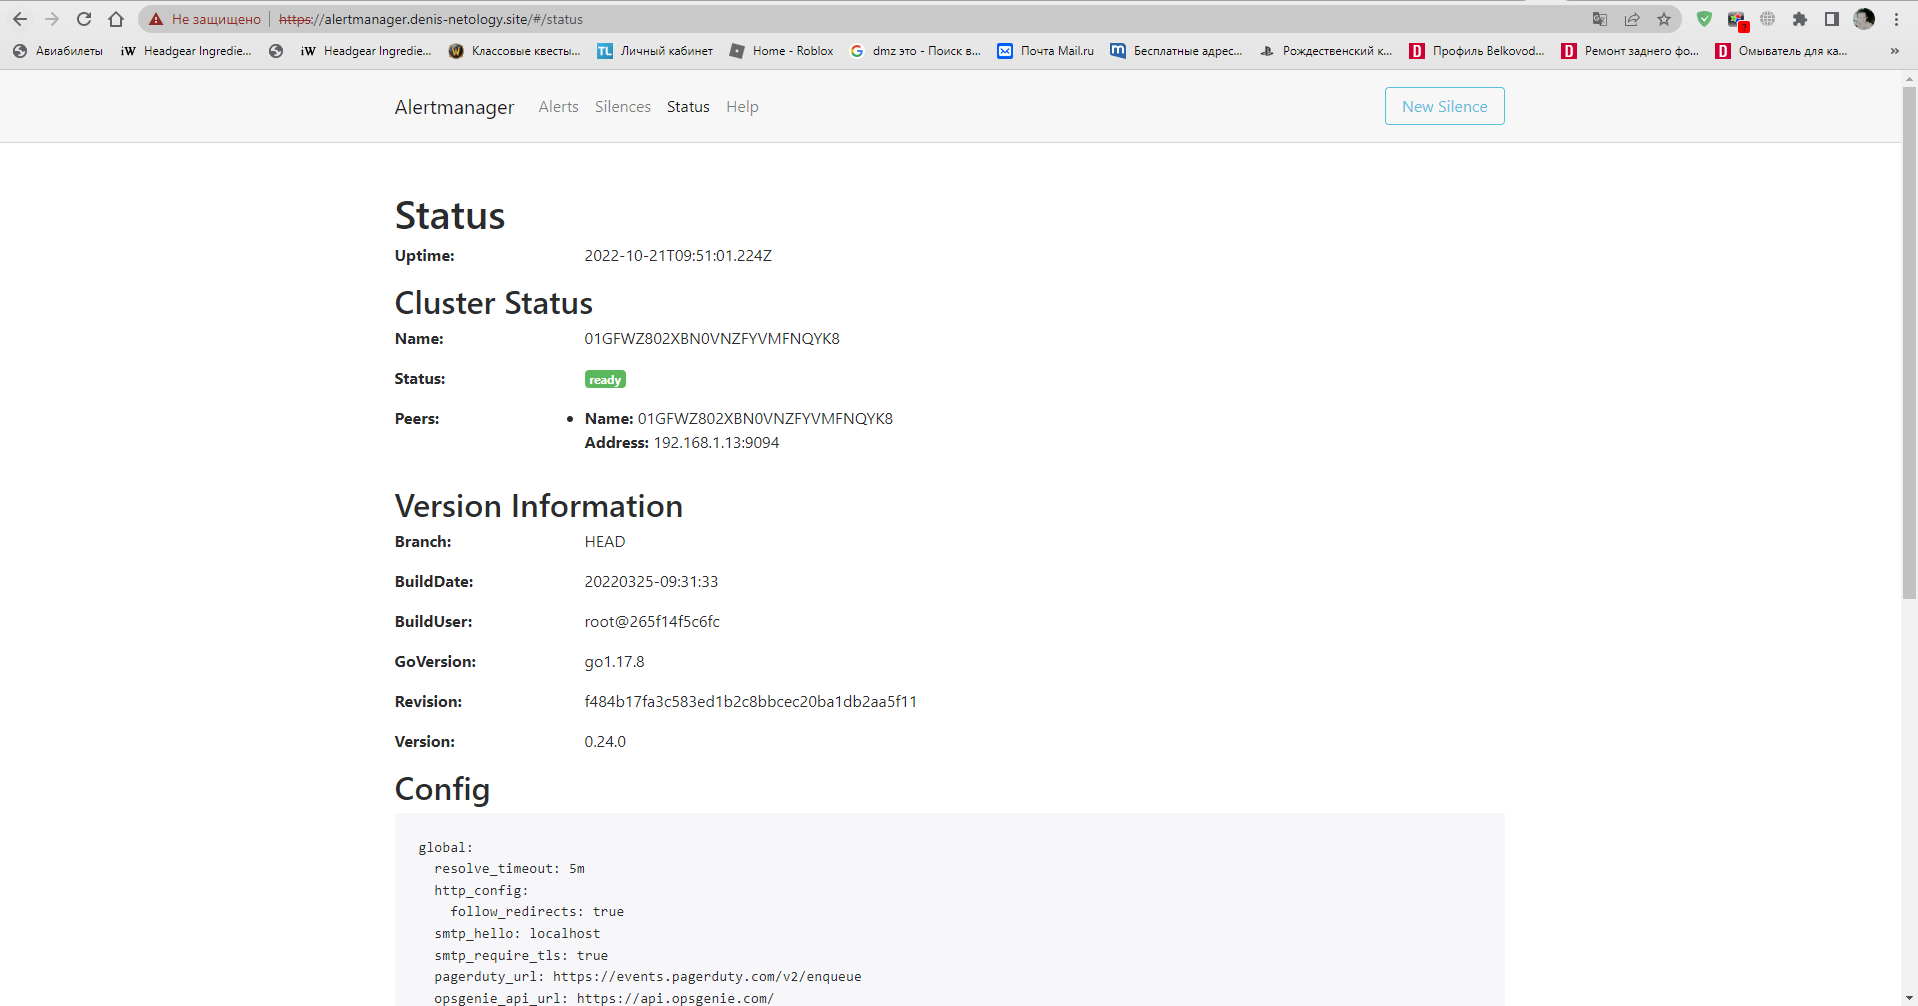 Не защищено | https://alertmanager.denis-netology.site/#/status
Авиабилеты iW Headgear Ingredie... iW Headgear Ingredie... Классовые квесты... TL Личный кабинет Home - Roblox G dmz это - Поиск в... Почта Mail.ru Бесплатные адрес... Рождественский к... D Профиль Belkovod... D Ремонт заднего фо... D Омыватель для ка... »
Alertmanager Alerts Silences Status Help New Silence
Status
Uptime: 2022-10-21T09:51:01.224Z
Cluster Status
Name: 01GFWZ802XBN0VNZFYVMFNQYK8
Status: ready
Peers: • Name: 01GFWZ802XBN0VNZFYVMFNQYK8
Address: 192.168.1.13:9094
Version Information
Branch: HEAD
BuildDate: 20220325-09:31:33
BuildUser: root@265f14f5c6fc
GoVersion: go1.17.8
Revision: f484b17fa3c583ed1b2c8bbcec20ba1db2aa5f11
Version: 0.24.0
Config
global:
resolve_timeout: 5m
http_config:
follow_redirects: true
smtp_hello: localhost
smtp_require_tls: true
pagerduty_url: https://events.pagerduty.com/v2/enqueue
opsgenie_api_url: https://api.opsgenie.com/